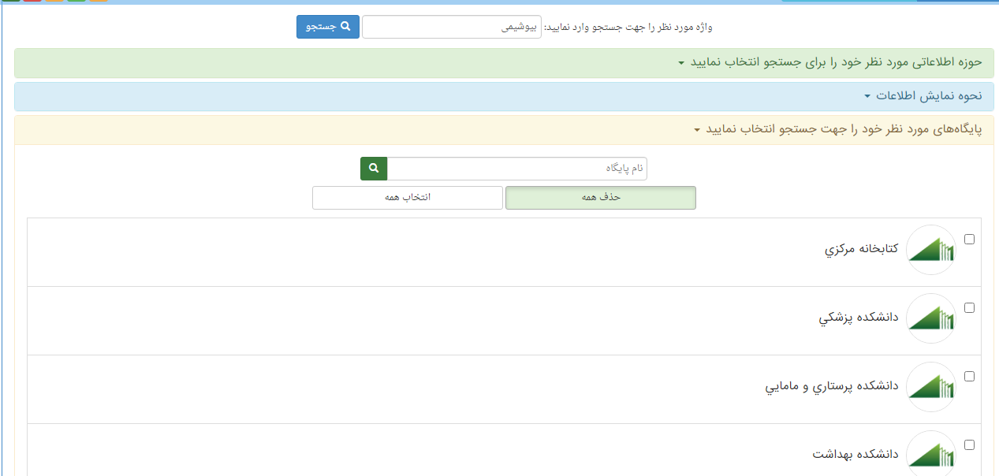 واژه مورد نظر را جهت جستجو وارد نمایید: بیوشیمی جستجو
حوزه اطلاعاتی مورد نظر خود را برای جستجو انتخاب نمایید
نحوه نمایش اطلاعات
پایگاه‌های مورد نظر خود را جهت جستجو انتخاب نمایید
نام پایگاه
حذف همه انتخاب همه
كتابخانه مركزي
دانشكده پزشكي
دانشكده پرستاري و مامايي
دانشكده بهداشت